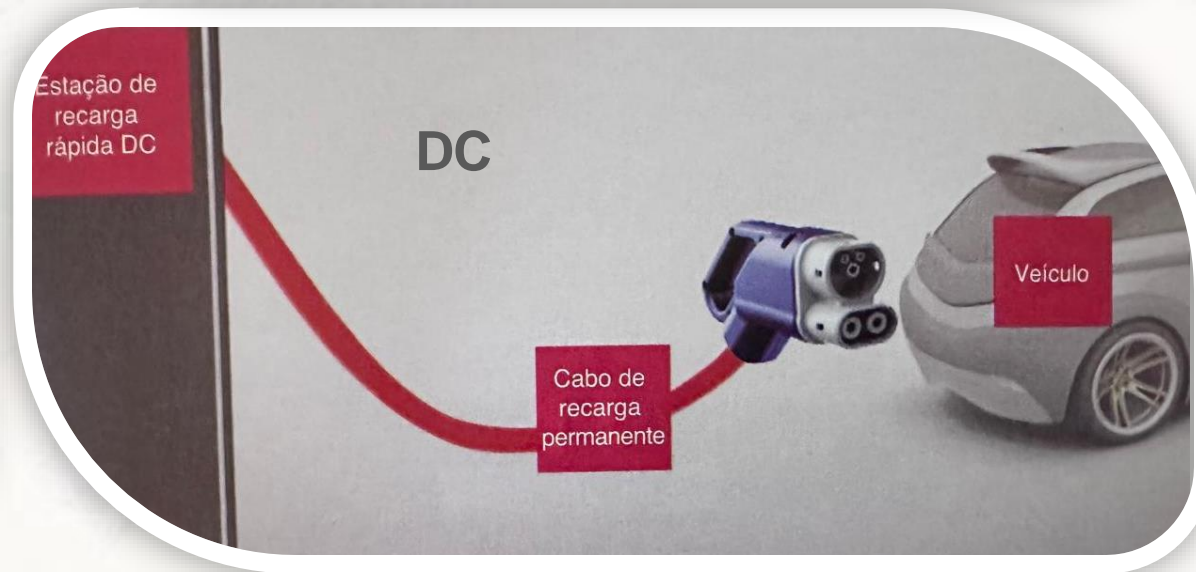 Estação de
recarga
rápida DC
DC
Cabo de
recarga
permanente
Veículo